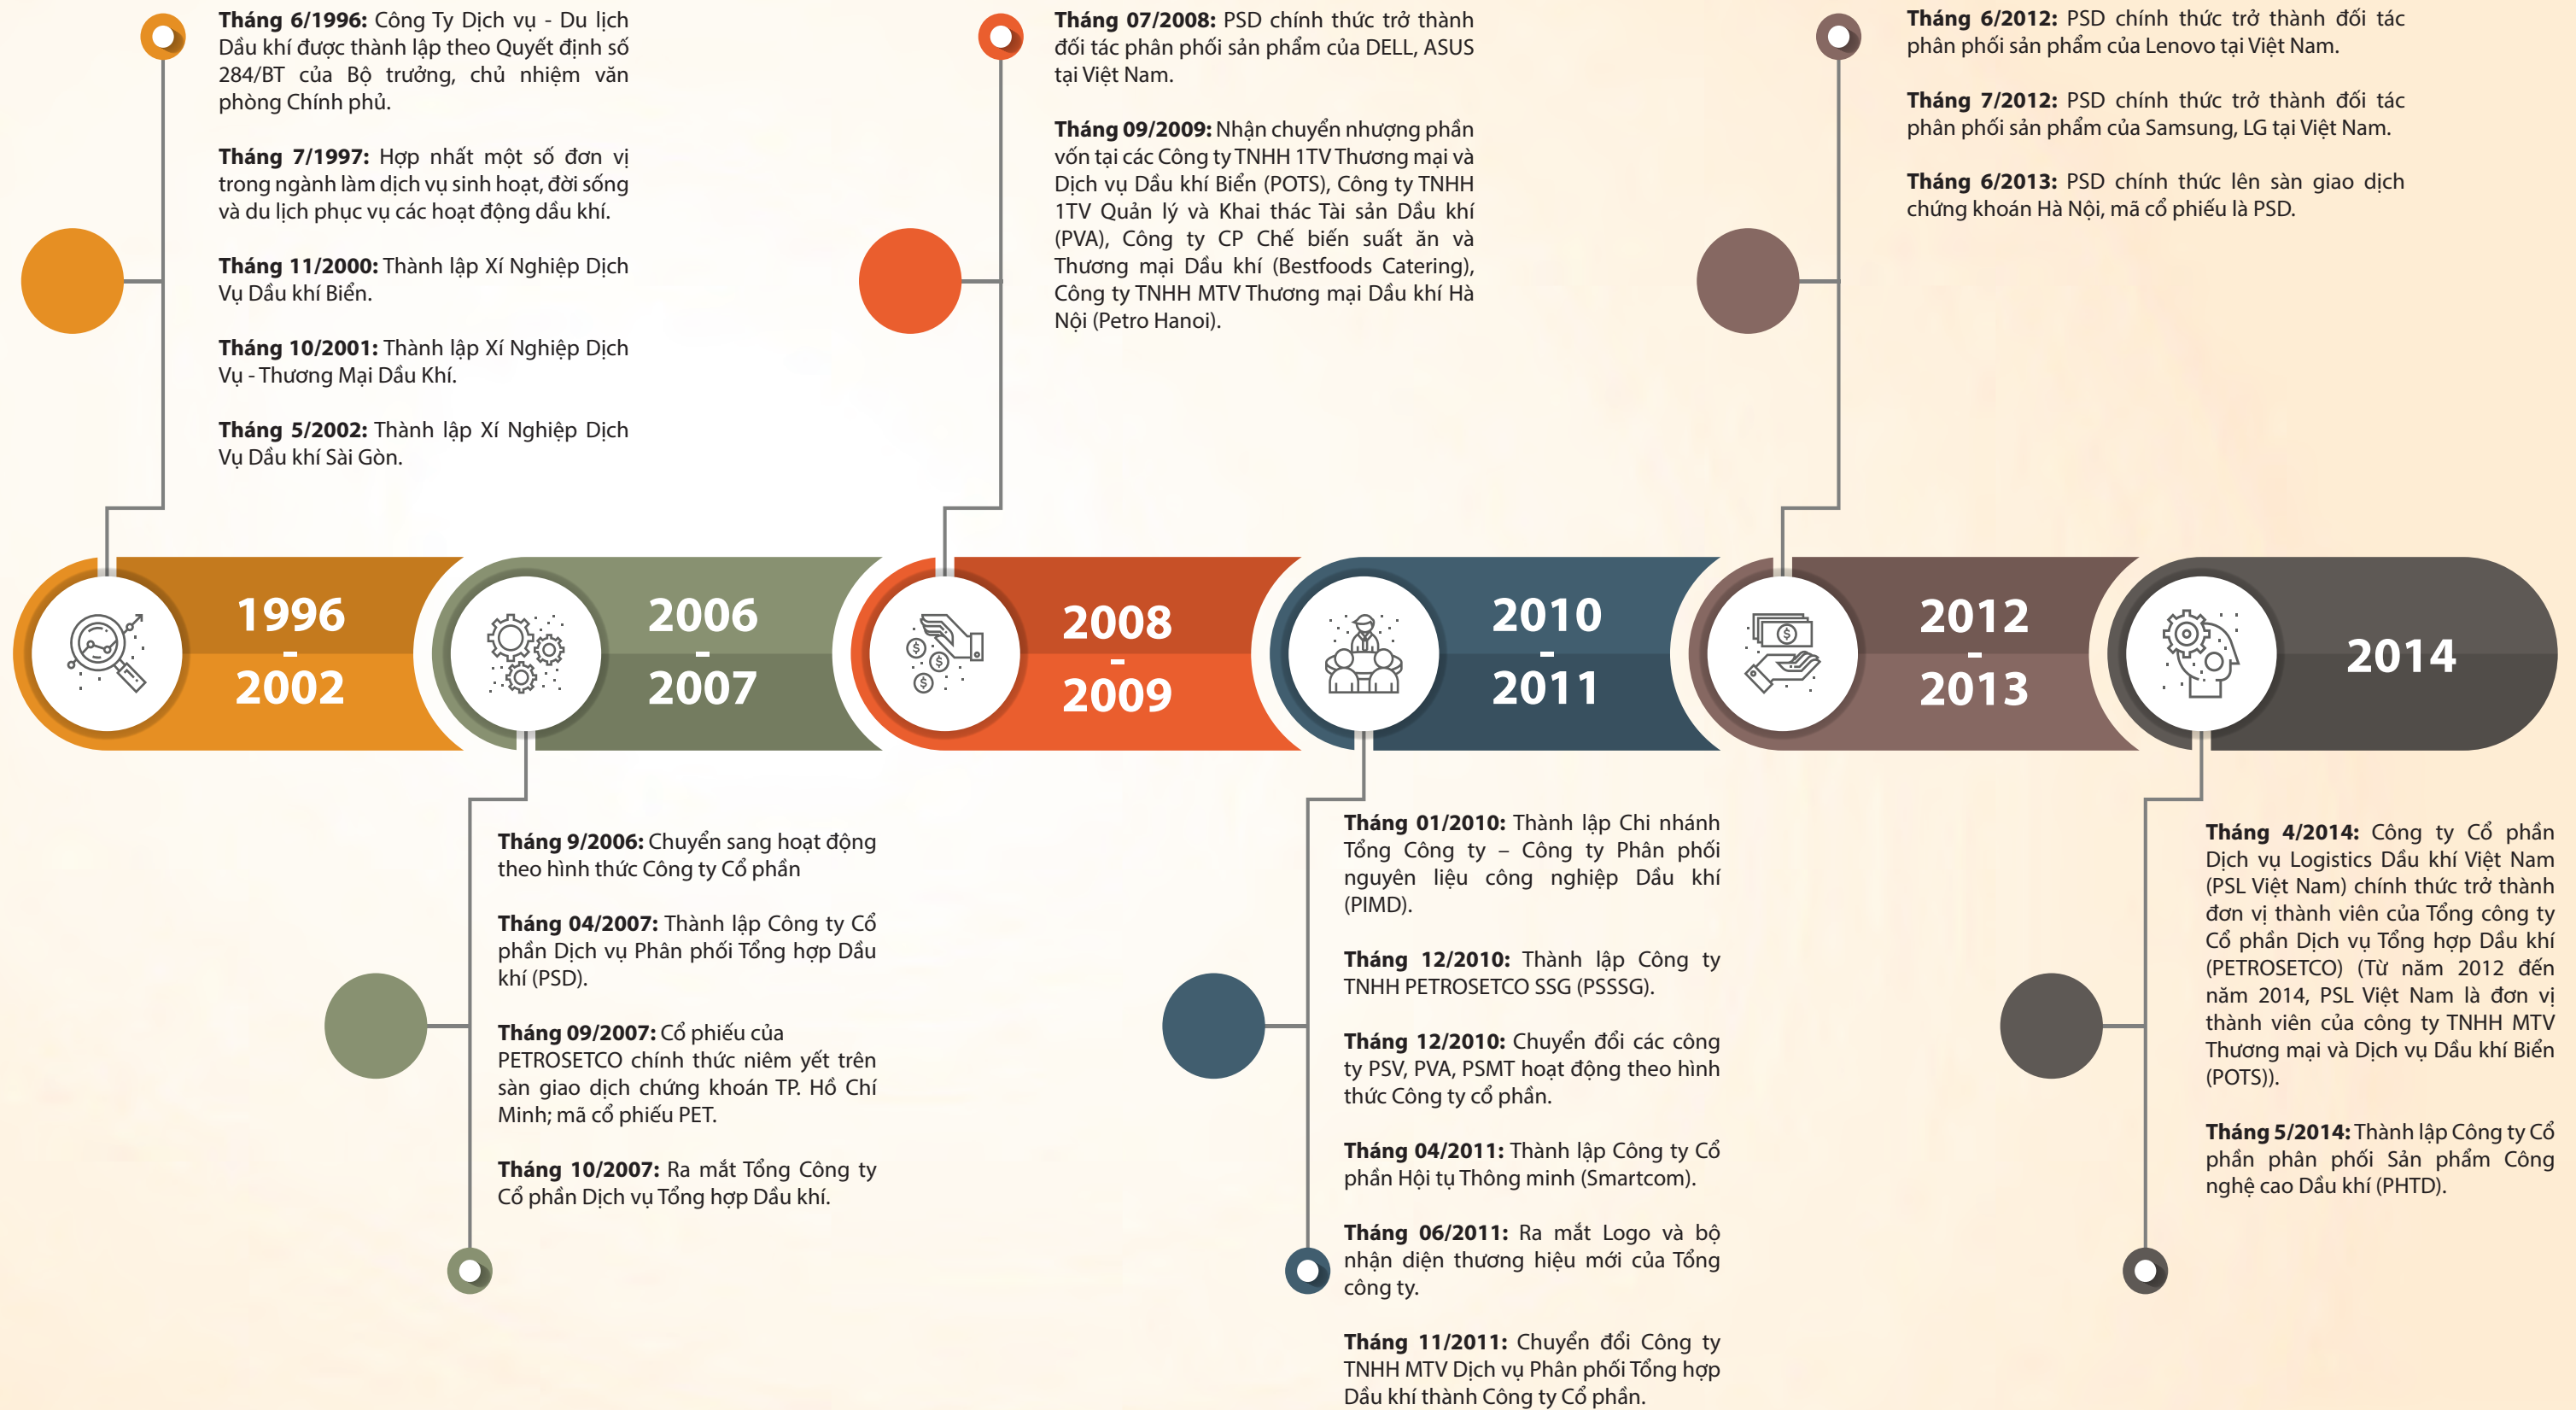 Tháng 6/1996: Công Ty Dịch vụ - Du lịch
Dầu khí được thành lập theo Quyết định số
284/BT của Bộ trưởng, chủ nhiệm văn
phòng Chính phủ.
Tháng 7/1997: Hợp nhất một số đơn vị
trong ngành làm dịch vụ sinh hoạt, đời sống
và du lịch phục vụ các hoạt động dầu khí.
Tháng 11/2000: Thành lập Xí Nghiệp Dịch
Vụ Dầu khí Biển.
Tháng 10/2001: Thành lập Xí Nghiệp Dịch
Vụ - Thương Mại Dầu Khí.
Tháng 5/2002: Thành lập Xí Nghiệp Dịch
Vụ Dầu khí Sài Gòn.
Tháng 07/2008: PSD chính thức trở thành
đối tác phân phối sản phẩm của DELL, ASUS
tại Việt Nam.
Tháng 09/2009: Nhận chuyển nhượng phần
vốn tại các Công ty TNHH 1TV Thương mại và
Dịch vụ Dầu khí Biển (POTS), Công ty TNHH
1TV Quản lý và Khai thác Tài sản Dầu khí
(PVA), Công ty CP Chế biến suất ăn và
Thương mại Dầu khí (Bestfoods Catering),
Công ty TNHH MTV Thương mại Dầu khí Hà
Nội (Petro Hanoi).
Tháng 6/2012: PSD chính thức trở thành đối tác
phân phối sản phẩm của Lenovo tại Việt Nam.
Tháng 7/2012: PSD chính thức trở thành đối tác
phân phối sản phẩm của Samsung, LG tại Việt Nam.
Tháng 6/2013: PSD chính thức lên sàn giao dịch
chứng khoán Hà Nội, mã cổ phiếu là PSD.
1996
-
2002
2006
-
2007
2008
-
2009
2010
-
2011
2012
-
2013
2014
Tháng 9/2006: Chuyển sang hoạt động
theo hình thức Công ty Cổ phần
Tháng 04/2007: Thành lập Công ty Cổ
phần Dịch vụ Phân phối Tổng hợp Dầu
khí (PSD).
Tháng 09/2007: Cổ phiếu của
PETROSETCO chính thức niêm yết trên
sàn giao dịch chứng khoán TP. Hồ Chí
Minh; mã cổ phiếu PET.
Tháng 10/2007: Ra mắt Tổng Công ty
Cổ phần Dịch vụ Tổng hợp Dầu khí.
Tháng 01/2010: Thành lập Chi nhánh
Tổng Công ty – Công ty Phân phối
nguyên liệu công nghiệp Dầu khí
(PIMD).
Tháng 12/2010: Thành lập Công ty
TNHH PETROSETCO SSG (PSSSG).
Tháng 12/2010: Chuyển đổi các công
ty PSV, PVA, PSMT hoạt động theo hình
thức Công ty cổ phần.
Tháng 04/2011: Thành lập Công ty Cổ
phần Hội tụ Thông minh (Smartcom).
Tháng 06/2011: Ra mắt Logo và bộ
nhận diện thương hiệu mới của Tổng
công ty.
Tháng 11/2011: Chuyển đổi Công ty
TNHH MTV Dịch vụ Phân phối Tổng hợp
Dầu khí thành Công ty Cổ phần.
Tháng 4/2014: Công ty Cổ phần
Dịch vụ Logistics Dầu khí Việt Nam
(PSL Việt Nam) chính thức trở thành
đơn vị thành viên của Tổng công ty
Cổ phần Dịch vụ Tổng hợp Dầu khí
(PETROSETCO) (Từ năm 2012 đến
năm 2014, PSL Việt Nam là đơn vị
thành viên của công ty TNHH MTV
Thương mại và Dịch vụ Dầu khí Biển
(POTS)).
Tháng 5/2014: Thành lập Công ty Cổ
phần phân phối Sản phẩm Công
nghệ cao Dầu khí (PHTD).